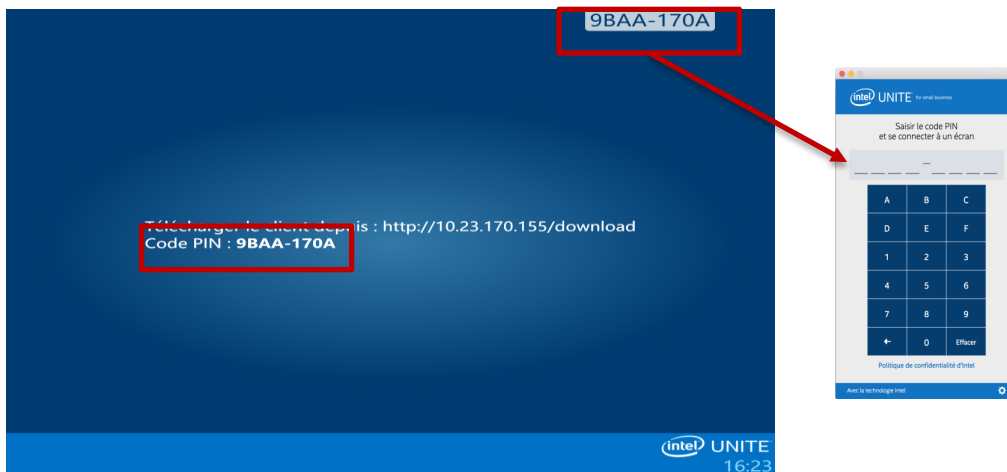 9BAA-170A
Télécharger le client depuis : http://10.23.170.155/download
Code PIN : 9BAA-170A
intel UNITE
16:23
intel UNITE for small business
Saisir le code PIN
et se connecter à un écran
A B C
D E F
1 2 3
4 5 6
7 8 9
← 0 Effacer
Politique de confidentialité d'Intel
Avec la technologie Intel